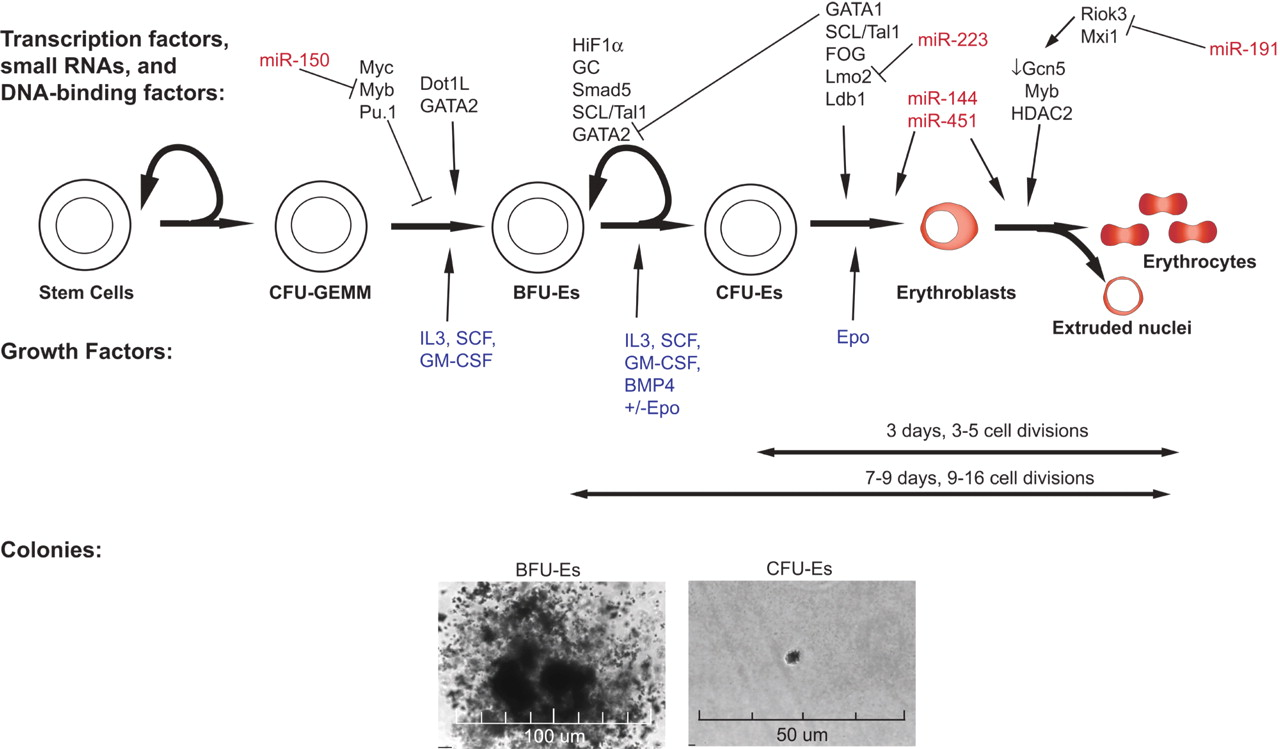 Transcription factors,
small RNAs, and
DNA-binding factors:
miR-150
Myc
Myb
Pu.1
Dot1L
GATA2
HiF1α
GC
Smad5
SCL/Tal1
GATA2
GATA1
SCL/Tal1
FOG
Lmo2
Ldb1
miR-223
miR-144
miR-451
Riok3
Mxi1
miR-191
↓Gcn5
Myb
HDAC2
Stem Cells
CFU-GEMM
BFU-Es
CFU-Es
Erythroblasts
Erythrocytes
Extruded nuclei
Growth Factors:
IL3, SCF,
GM-CSF
IL3, SCF,
GM-CSF,
BMP4
+/-Epo
Epo
3 days, 3-5 cell divisions
7-9 days, 9-16 cell divisions
Colonies:
BFU-Es
CFU-Es
100 um
50 um